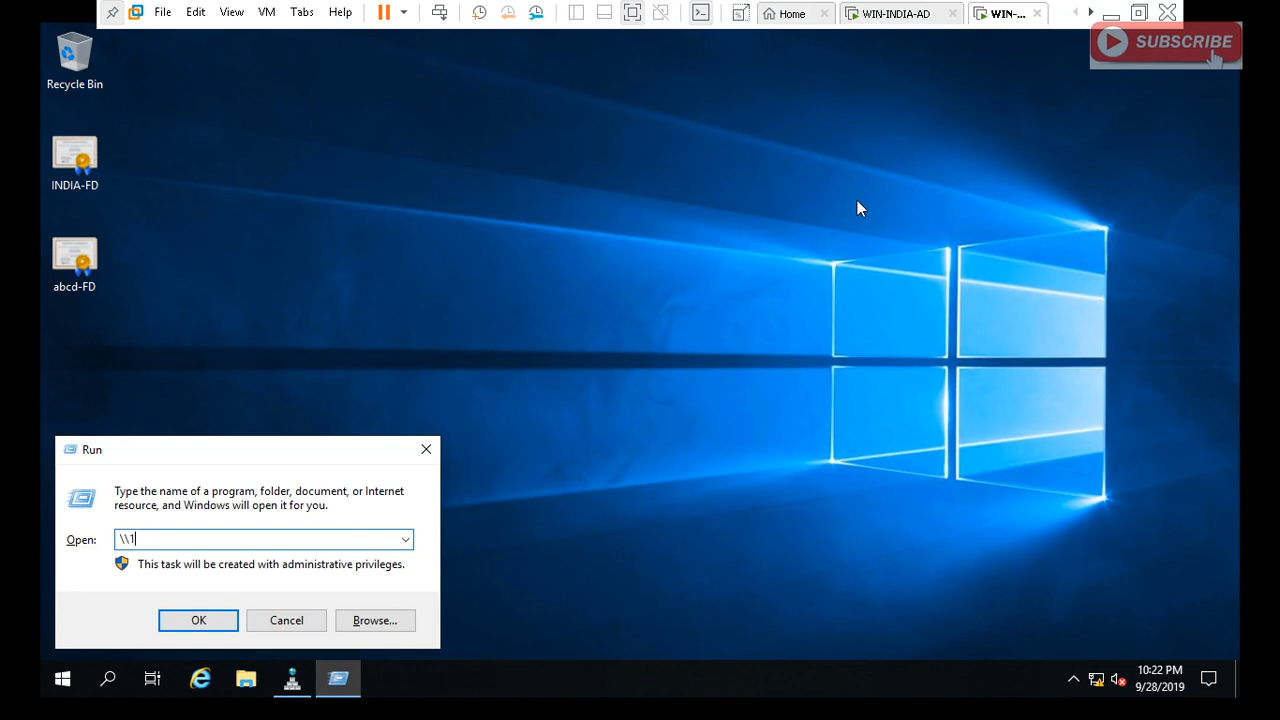 File Edit View VM Tabs Help
Home WIN-INDIA-AD WIN-...
SUBSCRIBE
Recycle Bin
INDIA-FD
abcd-FD
Run
Type the name of a program, folder, document, or Internet
resource, and Windows will open it for you.
Open: \\1
This task will be created with administrative privileges.
OK Cancel Browse...
10:22 PM
9/28/2019